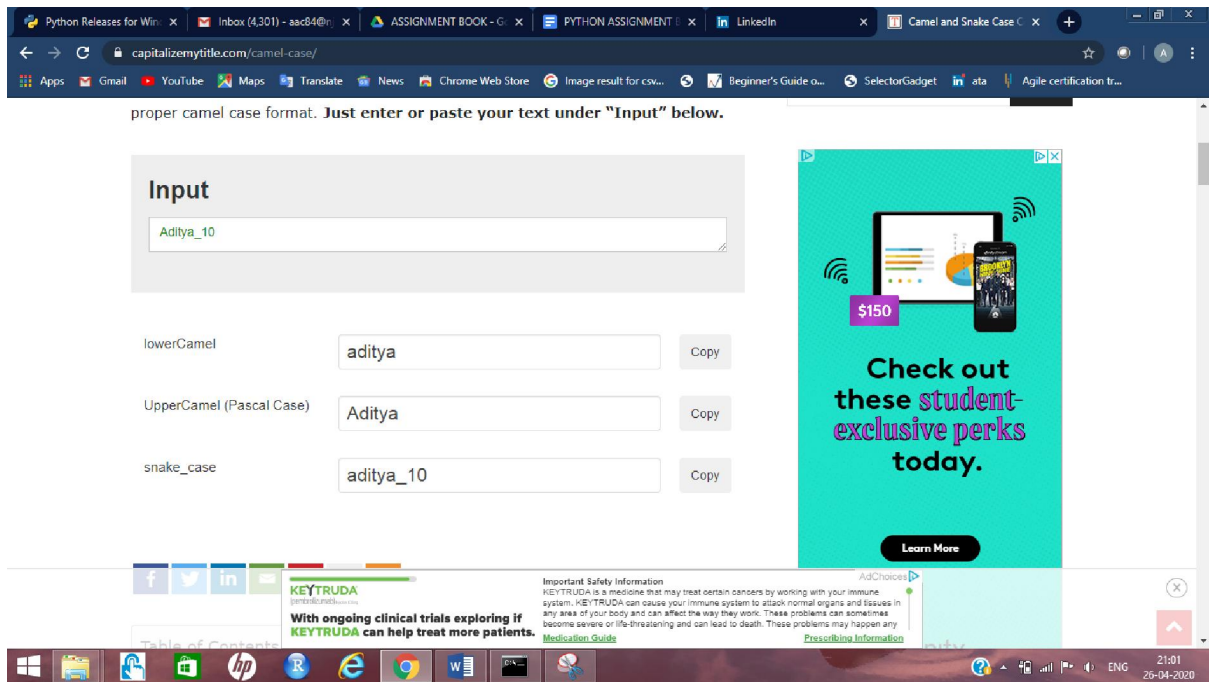 Python Releases for Wind
Inbox (4,301) - aac84@nj
ASSIGNMENT BOOK - Go
PYTHON ASSIGNMENT B
LinkedIn
Camel and Snake Case C
capitalizemytitle.com/camel-case/
A
Apps Gmail YouTube Maps Translate News Chrome Web Store Image result for csv... Beginner's Guide o... SelectorGadget ata Agile certification tr...
proper camel case format. Just enter or paste your text under "Input" below.
Input
Aditya_10
lowerCamel
aditya
Copy
UpperCamel (Pascal Case)
Aditya
Copy
snake_case
aditya_10
Copy
$150
Check out
these student-
exclusive perks
today.
Learn More
KEYTRUDA
With ongoing clinical trials exploring if
KEYTRUDA can help treat more patients.
Important Safety Information
KEYTRUDA is a medicine that may treat certain cancers by working with your immune
system. KEYTRUDA can cause your immune system to attack normal organs and tissues in
any area of your body and can affect the way they work. These problems can sometimes
become severe or life-threatening and can lead to death. These problems may happen any
Medication Guide
Prescribing Information
AdChoices
Table of Contents
ENG
21:01
26-04-2020